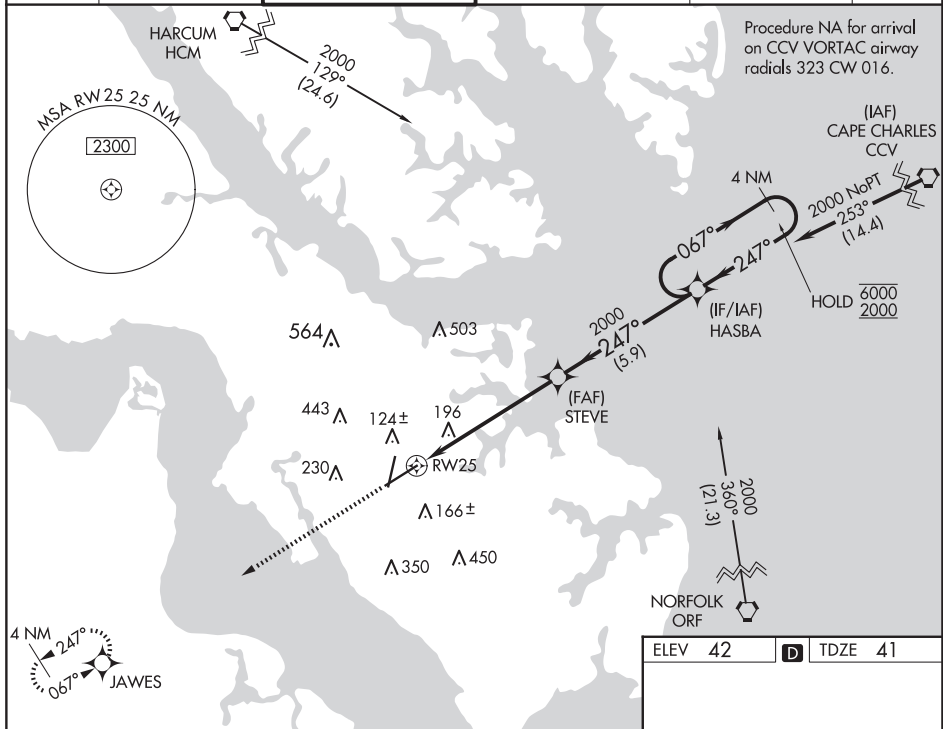 HARCUM
HCM
2000
129°
(24.6)
Procedure NA for arrival
on CCV VORTAC airway
radials 323 CW 016.
MSA RW25 25 NM
2300
(IAF)
CAPE CHARLES
CCV
4 NM
2000 NoPT
253°
(14.4)
067°
247°
HOLD 6000
2000
(IF/IAF)
HASBA
2000
247°
(5.9)
(FAF)
STEVE
564
503
443
124±
196
230
RW25
166±
350
450
2000
360°
(21.3)
NORFOLK
ORF
4 NM
247°
067°
JAWES
ELEV 42 D TDZE 41